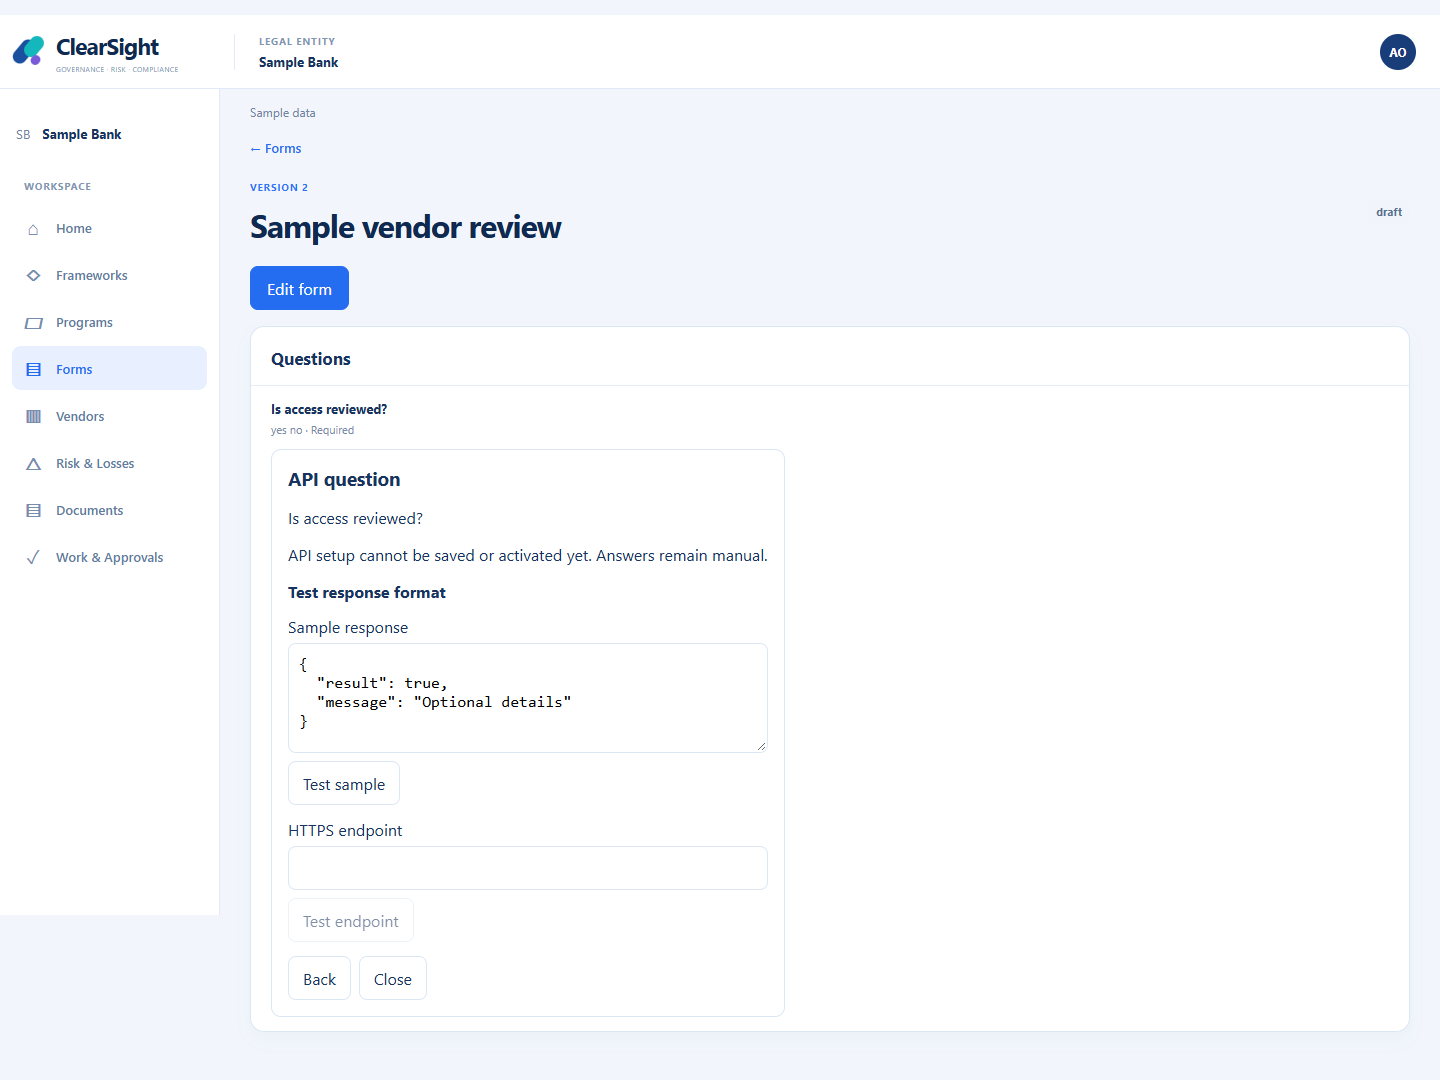 ClearSight
GOVERNANCE · RISK · COMPLIANCE
LEGAL ENTITY
Sample Bank
AO
SB Sample Bank
WORKSPACE
Home
Frameworks
Programs
Forms
Vendors
Risk & Losses
Documents
Work & Approvals
Sample data
← Forms
VERSION 2
Sample vendor review
draft
Edit form
Questions
Is access reviewed?
yes no · Required
API question
Is access reviewed?
API setup cannot be saved or activated yet. Answers remain manual.
Test response format
Sample response
{
  "result": true,
  "message": "Optional details"
}
Test sample
HTTPS endpoint
Test endpoint
Back Close